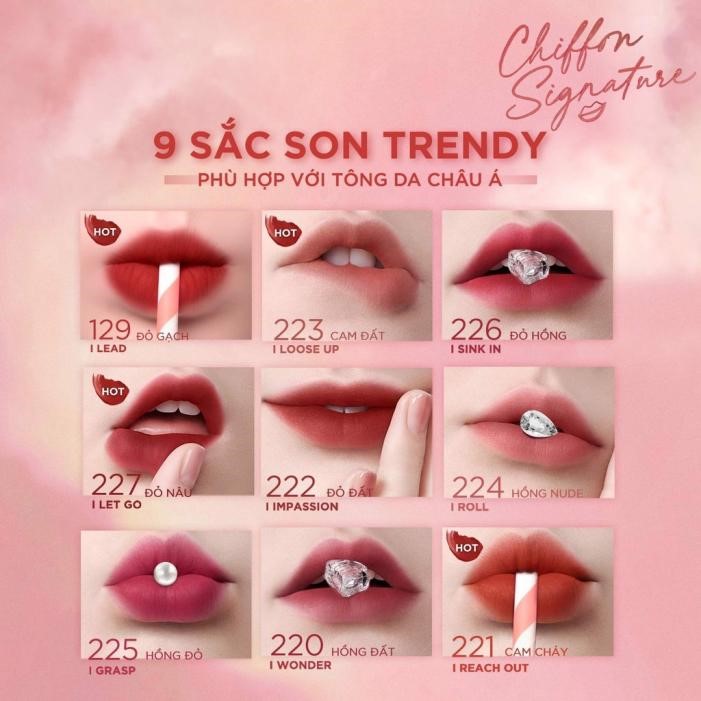 Chiffon
Signature
9 SẮC SON TRENDY
PHÙ HỢP VỚI TÔNG DA CHÂU Á
HOT
129 ĐỎ GẠCH
I LEAD
HOT
223 CAM ĐẤT
I LOOSE UP
226 ĐỎ HỒNG
I SINK IN
HOT
227 ĐỎ NÂU
I LET GO
222 ĐỎ ĐẤT
I IMPASSION
224 HỒNG NUDE
I ROLL
225 HỒNG ĐỎ
I GRASP
220 HỒNG ĐẤT
I WONDER
HOT
221 CAM CHÁY
I REACH OUT